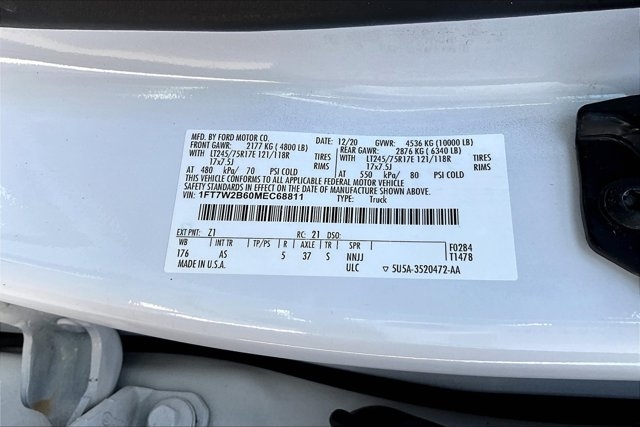 MFD. BY FORD MOTOR CO. DATE: 12/20 GVWR: 4536 KG (10000 LB)
FRONT GAWR: 2177 KG ( 4800 LB) REAR GAWR: 2876 KG ( 6340 LB)
WITH LT245/75R17E 121/118R TIRES WITH LT245/75R17E 121/118R TIRES
17x7.5J RIMS 17x7.5J RIMS
AT 480 kPa/ 70 PSI COLD AT 550 kPa/ 80 PSI COLD
THIS VEHICLE CONFORMS TO ALL APPLICABLE FEDERAL MOTOR VEHICLE
SAFETY STANDARDS IN EFFECT ON THE DATE OF MANUFACTURE SHOWN ABOVE.
VIN: 1FT7W2B60MEC68811 TYPE: Truck
EXT PNT: Z1 RC: 21 DSO: F0284
WB INT TR TP/PS R AXLE TR SPR T1478
176 AS 5 37 S NNJJ
MADE IN U.S.A. ULC ▽ 5U5A-3520472-AA